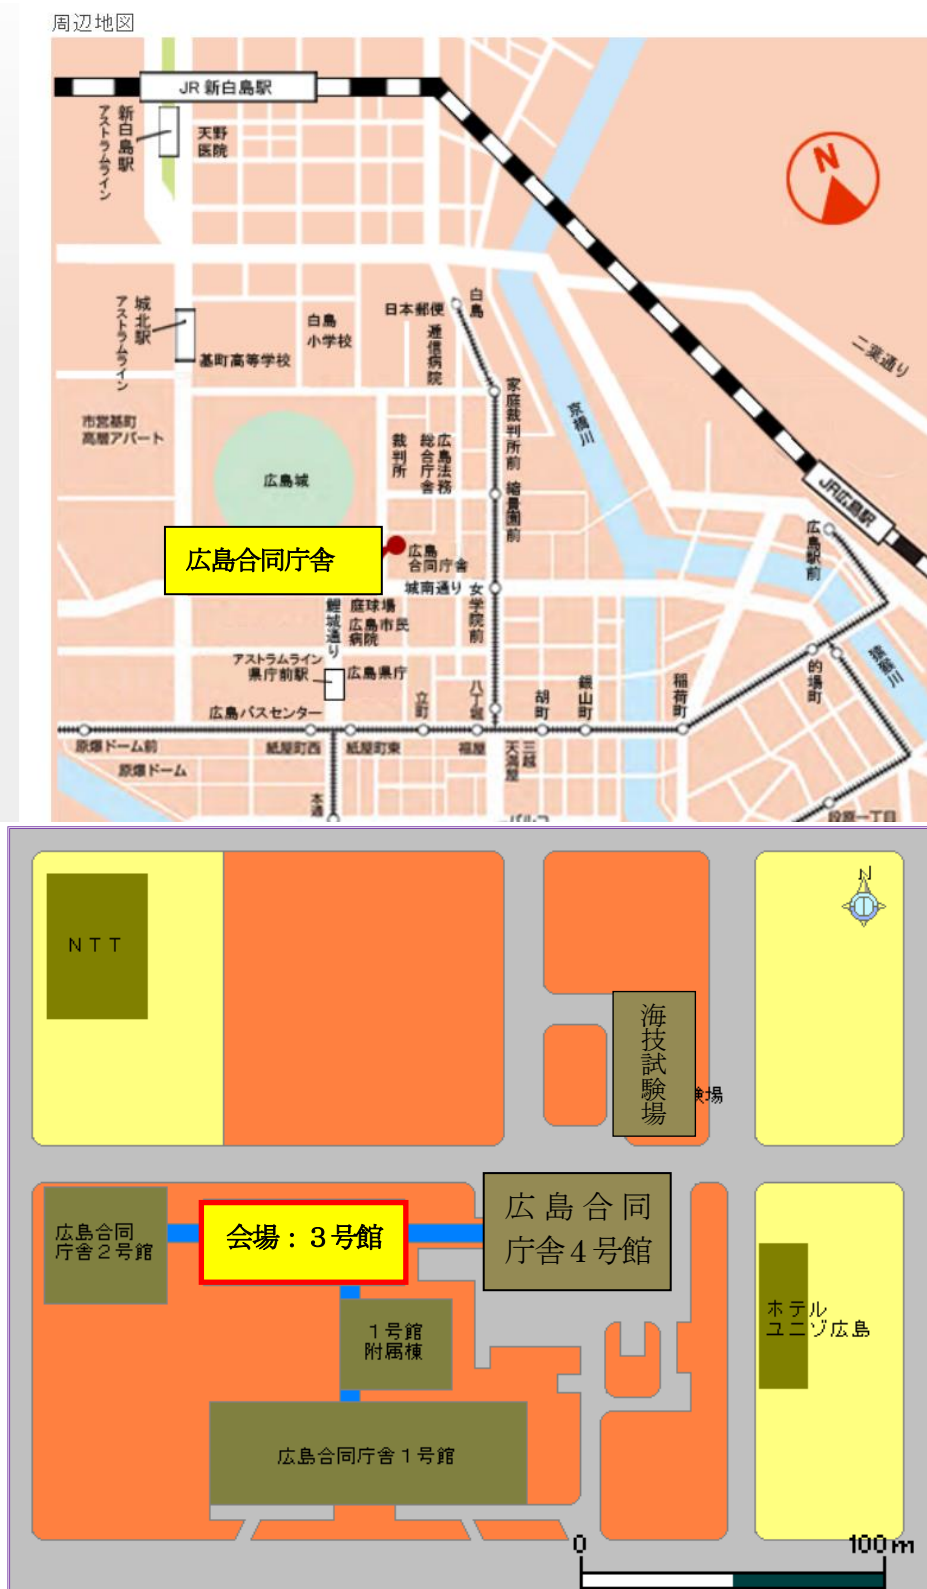 周辺地図
JR 新白島駅
新白島駅
アストラムライン
天野
医院
N
城北駅
アストラムライン
白島
小学校
基町高等学校
日本郵便
逓信病院
白島
家庭裁判所前
京橋川
二葉通り
市営基町
高層アパート
広島城
裁判所
広島法務
総合庁舎
縮景園前
JR広島駅
広島駅前
広島合同庁舎
広島
合同庁舎
城南通り
女学院前
鯉城通り
庭球場
広島市民
病院
アストラムライン
県庁前駅
広島県庁
広島バスセンター
立町
八丁堀
胡町
銀山町
稲荷町
的場町
猿猴川
原爆ドーム前
紙屋町西
紙屋町東
福屋
天満屋
三越
原爆ドーム
本通
パルコ
段原一丁目
N
NTT
海技試験場
験場
広島合同
庁舎2号館
会場：3号館
広島合同
庁舎4号館
1号館
附属棟
ホテル
ユニゾ広島
広島合同庁舎1号館
0
100m